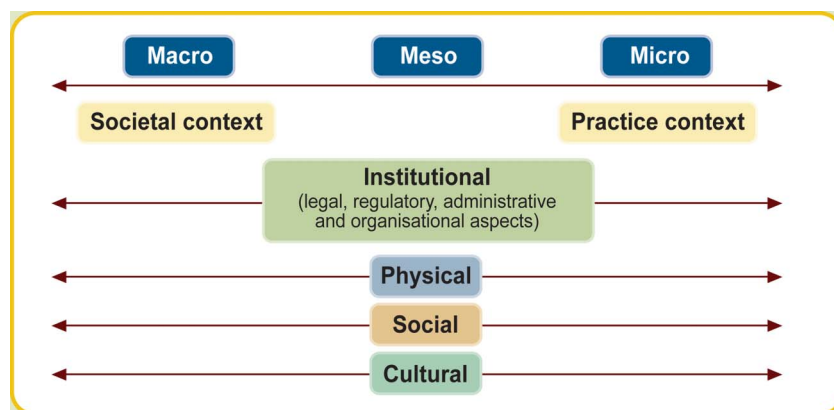 Macro
Meso
Micro
Societal context
Practice context
Institutional
(legal, regulatory, administrative
and organisational aspects)
Physical
Social
Cultural